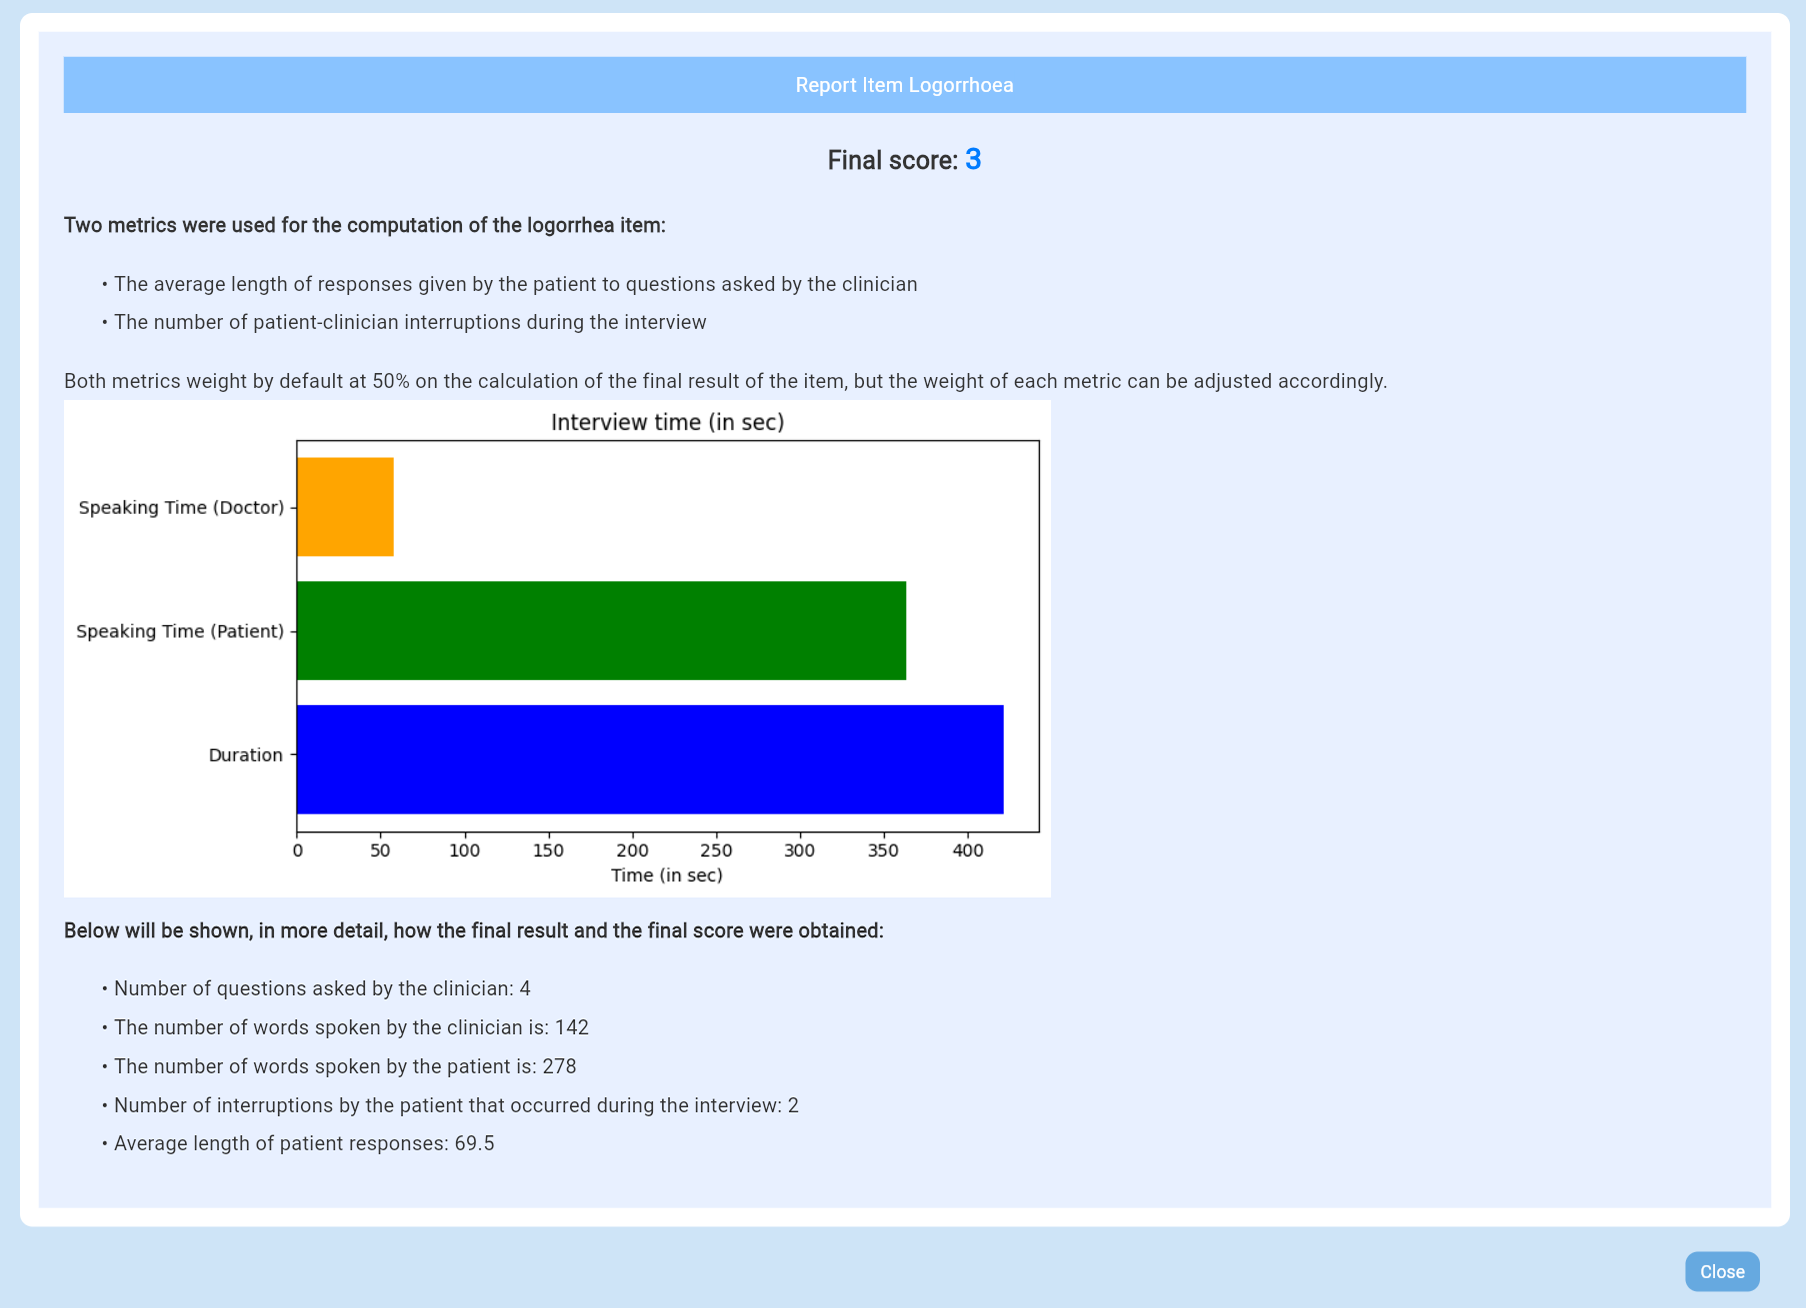 Report Item Logorrhoea
Final score: 3
Two metrics were used for the computation of the logorrhea item:
• The average length of responses given by the patient to questions asked by the clinician
• The number of patient-clinician interruptions during the interview
Both metrics weight by default at 50% on the calculation of the final result of the item, but the weight of each metric can be adjusted accordingly.
Interview time (in sec)
Speaking Time (Doctor)
Speaking Time (Patient)
Duration
0 50 100 150 200 250 300 350 400
Time (in sec)
Below will be shown, in more detail, how the final result and the final score were obtained:
• Number of questions asked by the clinician: 4
• The number of words spoken by the clinician is: 142
• The number of words spoken by the patient is: 278
• Number of interruptions by the patient that occurred during the interview: 2
• Average length of patient responses: 69.5
Close